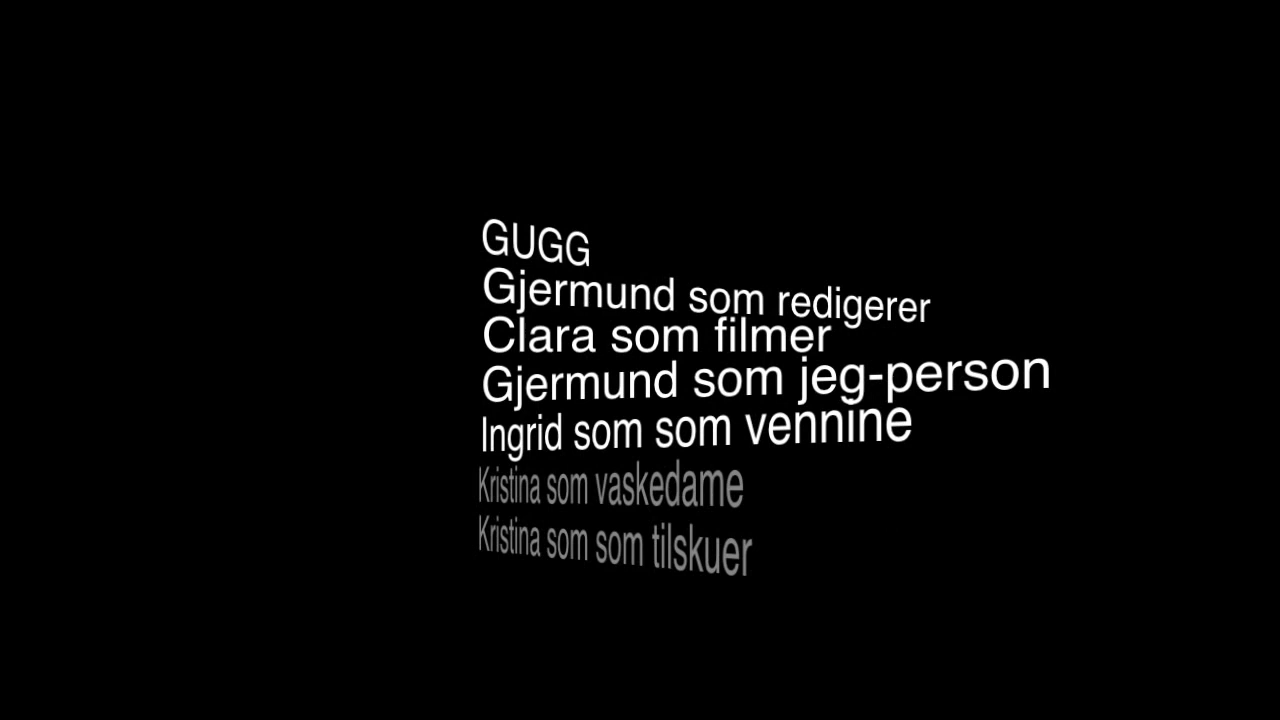 GUGG
Gjermund som redigerer
Clara som filmer
Gjermund som jeg-person
Ingrid som som vennine
Kristina som vaskedame
Kristina som som tilskuer